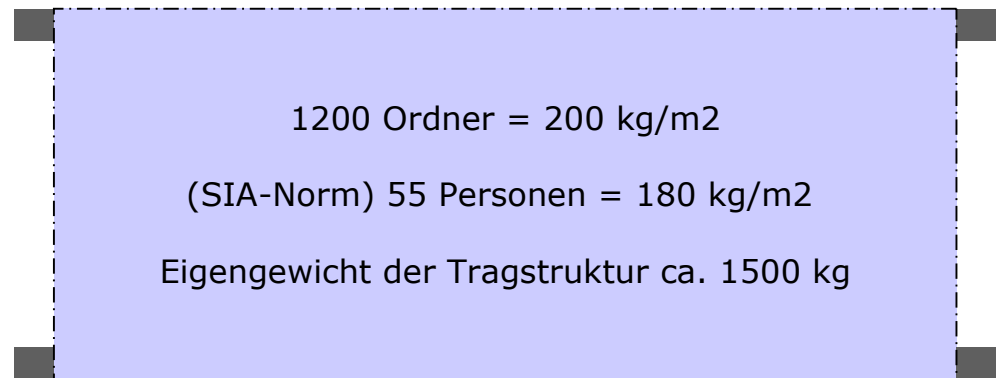 1200 Ordner = 200 kg/m2
(SIA-Norm) 55 Personen = 180 kg/m2
Eigengewicht der Tragstruktur ca. 1500 kg